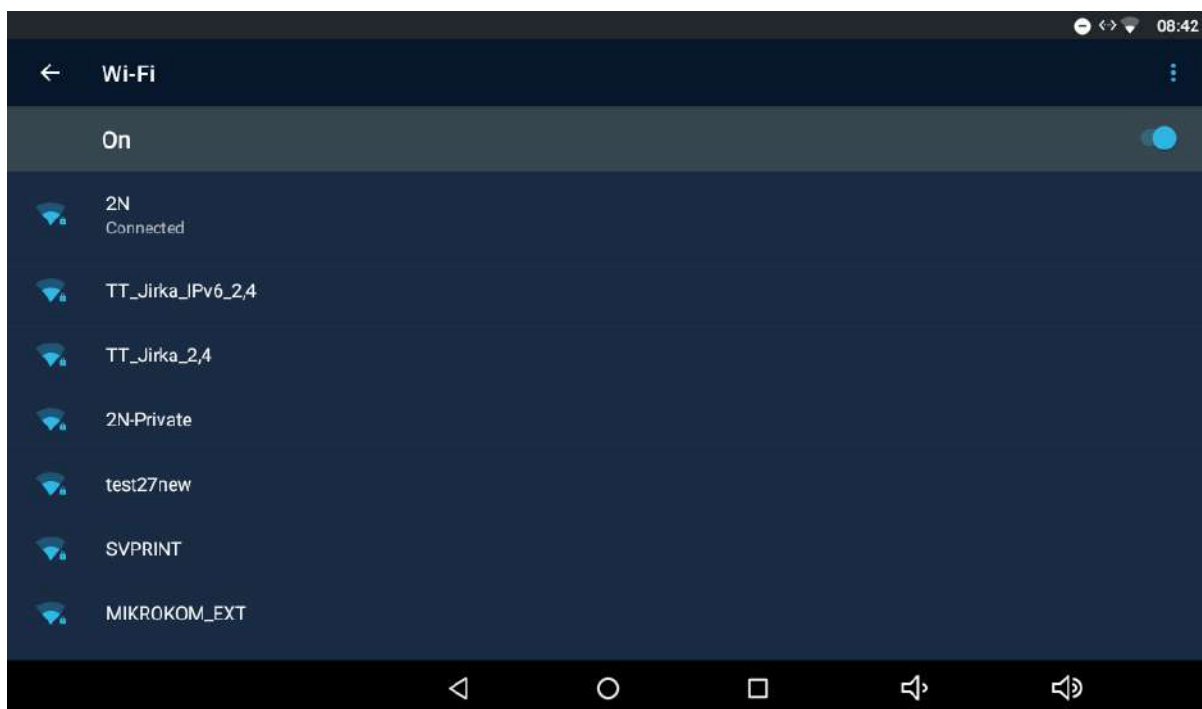 08:42
Wi-Fi
On
2N
Connected
TT_Jirka_IPv6_2,4
TT_Jirka_2,4
2N-Private
test27new
SVPRINT
MIKROKOM_EXT